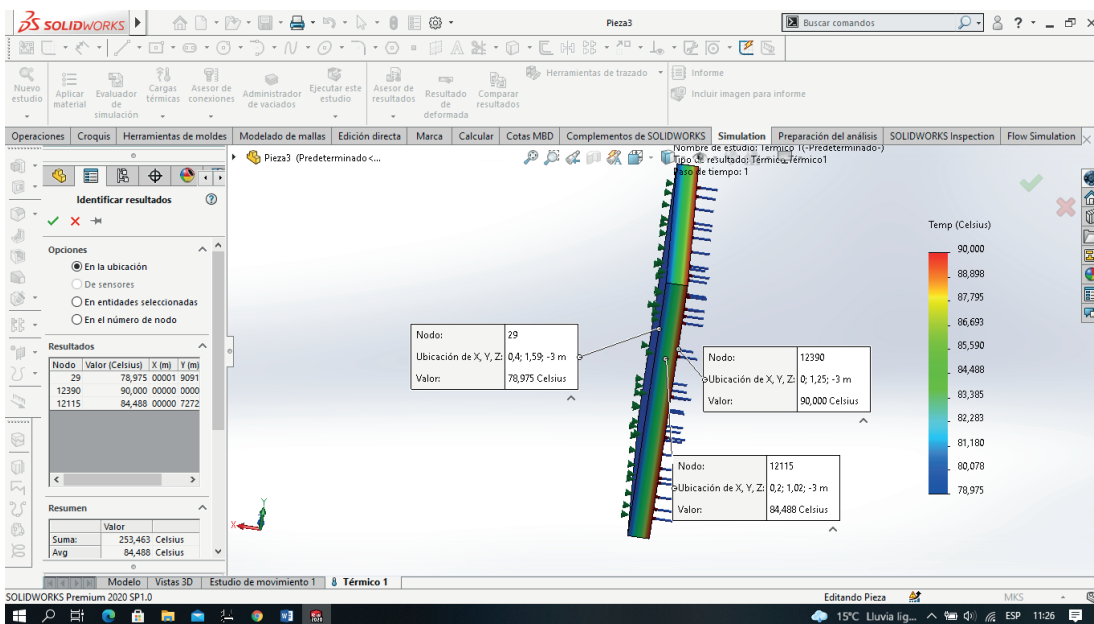 SOLIDWORKS
Pieza3
Buscar comandos
Nuevo estudio
Aplicar material
Evaluador de simulación
Cargas térmicas
Asesor de conexiones
Administrador de vaciados
Ejecutar este estudio
Asesor de resultados
Resultado de deformada
Comparar resultados
Herramientas de trazado
Informe
Incluir imagen para informe
Operaciones Croquis Herramientas de moldes Modelado de mallas Edición directa Marca Calcular Cotas MBD Complementos de SOLIDWORKS Simulation Preparación del análisis SOLIDWORKS Inspection Flow Simulation
Pieza3 (Predeterminado<...
Nombre de estudio: Térmico 1(-Predeterminado-)
Tipo de resultado: Térmico Térmico1
Paso de tiempo: 1
Identificar resultados
Opciones
En la ubicación
De sensores
En entidades seleccionadas
En el número de nodo
Resultados
Nodo Valor (Celsius) X (m) Y (m)
29 78,975 00001 9091
12390 90,000 00000 0000
12115 84,488 00000 7272
Resumen
Valor
Suma: 253,463 Celsius
Avg 84,488 Celsius
Nodo: 29
Ubicación de X, Y, Z: 0,4; 1,59; -3 m
Valor: 78,975 Celsius
Nodo: 12390
Ubicación de X, Y, Z: 0; 1,25; -3 m
Valor: 90,000 Celsius
Nodo: 12115
Ubicación de X, Y, Z: 0,2; 1,02; -3 m
Valor: 84,488 Celsius
Temp (Celsius)
90,000
88,898
87,795
86,693
85,590
84,488
83,385
82,283
81,180
80,078
78,975
Y
X
Modelo Vistas 3D Estudio de movimiento 1 Térmico 1
SOLIDWORKS Premium 2020 SP1.0
Editando Pieza
MKS
15°C Lluvia lig...
ESP
11:26